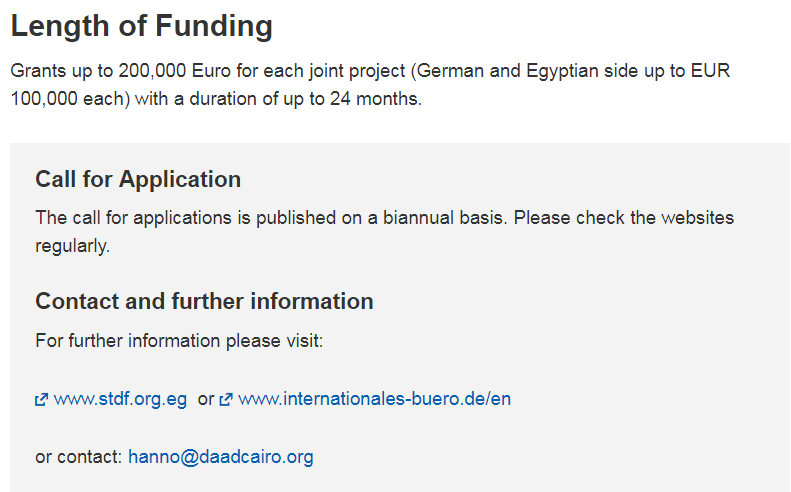 Length of Funding
Grants up to 200,000 Euro for each joint project (German and Egyptian side up to EUR
100,000 each) with a duration of up to 24 months.
Call for Application
The call for applications is published on a biannual basis. Please check the websites
regularly.
Contact and further information
For further information please visit:
www.stdf.org.eg or www.internationales-buero.de/en
or contact: hanno@daadcairo.org